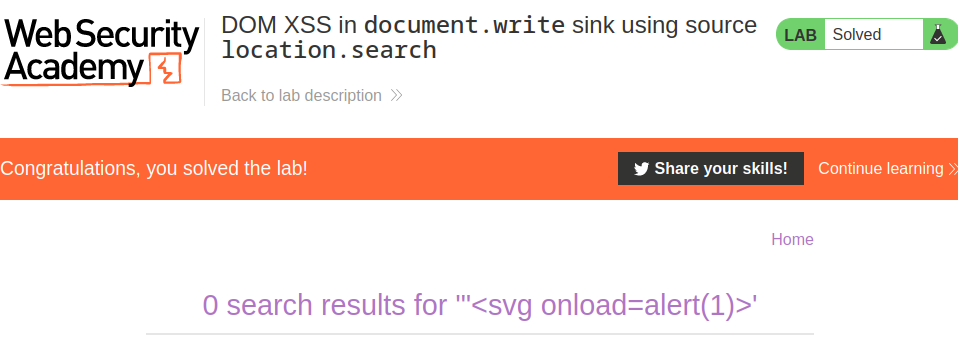 Web Security
Academy
DOM XSS in document.write sink using source
location.search
Back to lab description
LAB Solved
Congratulations, you solved the lab!
Share your skills!
Continue learning
Home
0 search results for '"'<svg onload=alert(1)>'